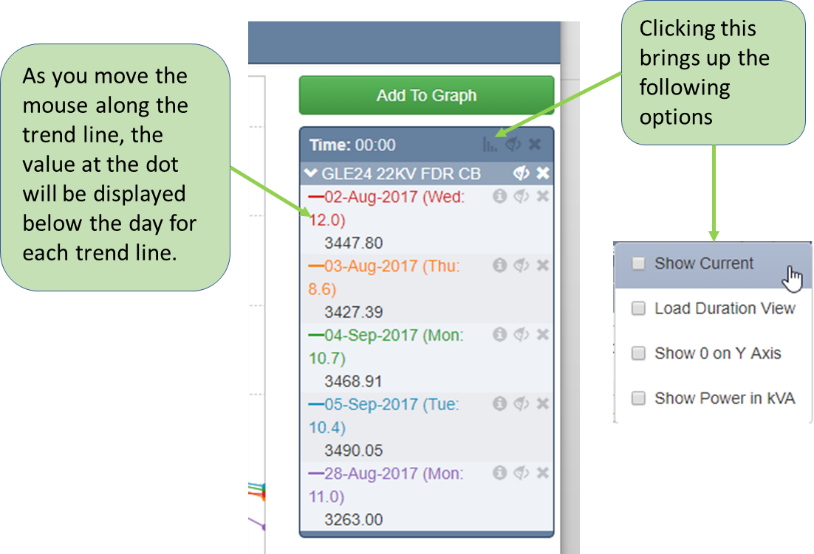 As you move the
mouse along the
trend line, the
value at the dot
will be displayed
below the day for
each trend line.
Clicking this
brings up the
following
options
Add To Graph
Time: 00:00
GLE24 22KV FDR CB
02-Aug-2017 (Wed:
12.0)
3447.80
03-Aug-2017 (Thu:
8.6)
3427.39
04-Sep-2017 (Mon:
10.7)
3468.91
05-Sep-2017 (Tue:
10.4)
3490.05
28-Aug-2017 (Mon:
11.0)
3263.00
Show Current
Load Duration View
Show 0 on Y Axis
Show Power in kVA